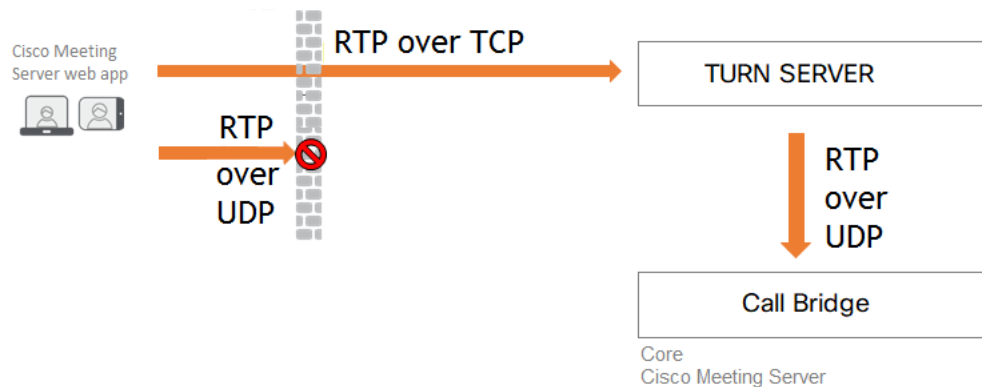 Cisco Meeting
Server web app
RTP over TCP
TURN SERVER
RTP
over
UDP
RTP
over
UDP
Call Bridge
Core
Cisco Meeting Server